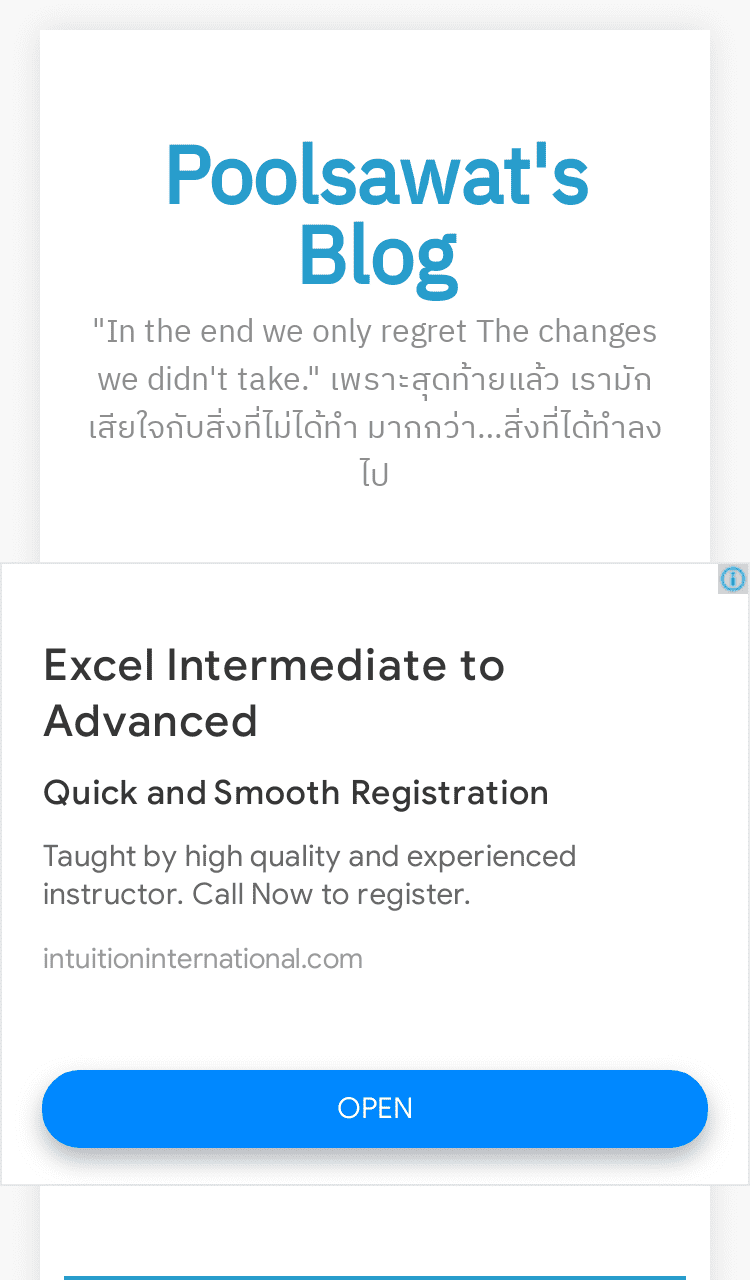 Poolsawat's
Blog
"In the end we only regret The changes
we didn't take." เพราะสุดท้ายแล้ว เรามัก
เสียใจกับสิ่งที่ไม่ได้ทำ มากกว่า...สิ่งที่ได้ทำลง
ไป
Excel Intermediate to
Advanced
Quick and Smooth Registration
Taught by high quality and experienced
instructor. Call Now to register.
intuitioninternational.com
OPEN